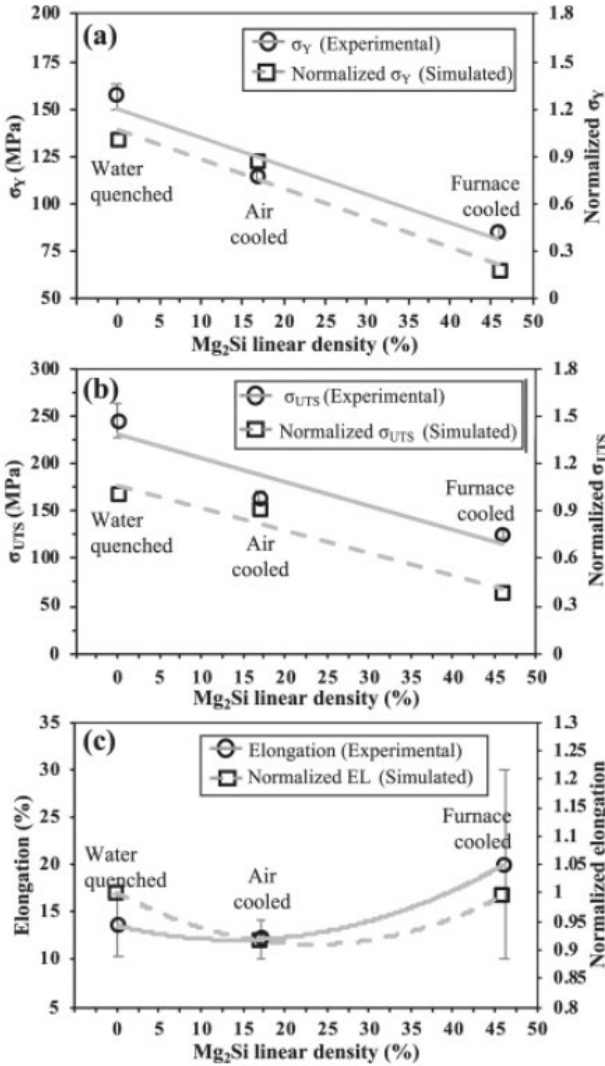 (a)
σY (Experimental)
Normalized σY (Simulated)
200
175
150
125
100
75
50
σY (MPa)
1.8
1.5
1.2
0.9
0.6
0.3
0
Normalized σY
Water
quenched
Air
cooled
Furnace
cooled
0 5 10 15 20 25 30 35 40 45 50
Mg2Si linear density (%)
(b)
σUTS (Experimental)
Normalized σUTS (Simulated)
300
250
200
150
100
50
0
σUTS (MPa)
1.8
1.5
1.2
0.9
0.6
0.3
0
Normalized σUTS
Water
quenched
Air
cooled
Furnace
cooled
0 5 10 15 20 25 30 35 40 45 50
Mg2Si linear density (%)
(c)
Elongation (Experimental)
Normalized EL (Simulated)
35
30
25
20
15
10
5
Elongation (%)
1.3
1.25
1.2
1.15
1.1
1.05
1
0.95
0.9
0.85
0.8
Normalized elongation
Water
quenched
Air
cooled
Furnace
cooled
0 5 10 15 20 25 30 35 40 45 50
Mg2Si linear density (%)